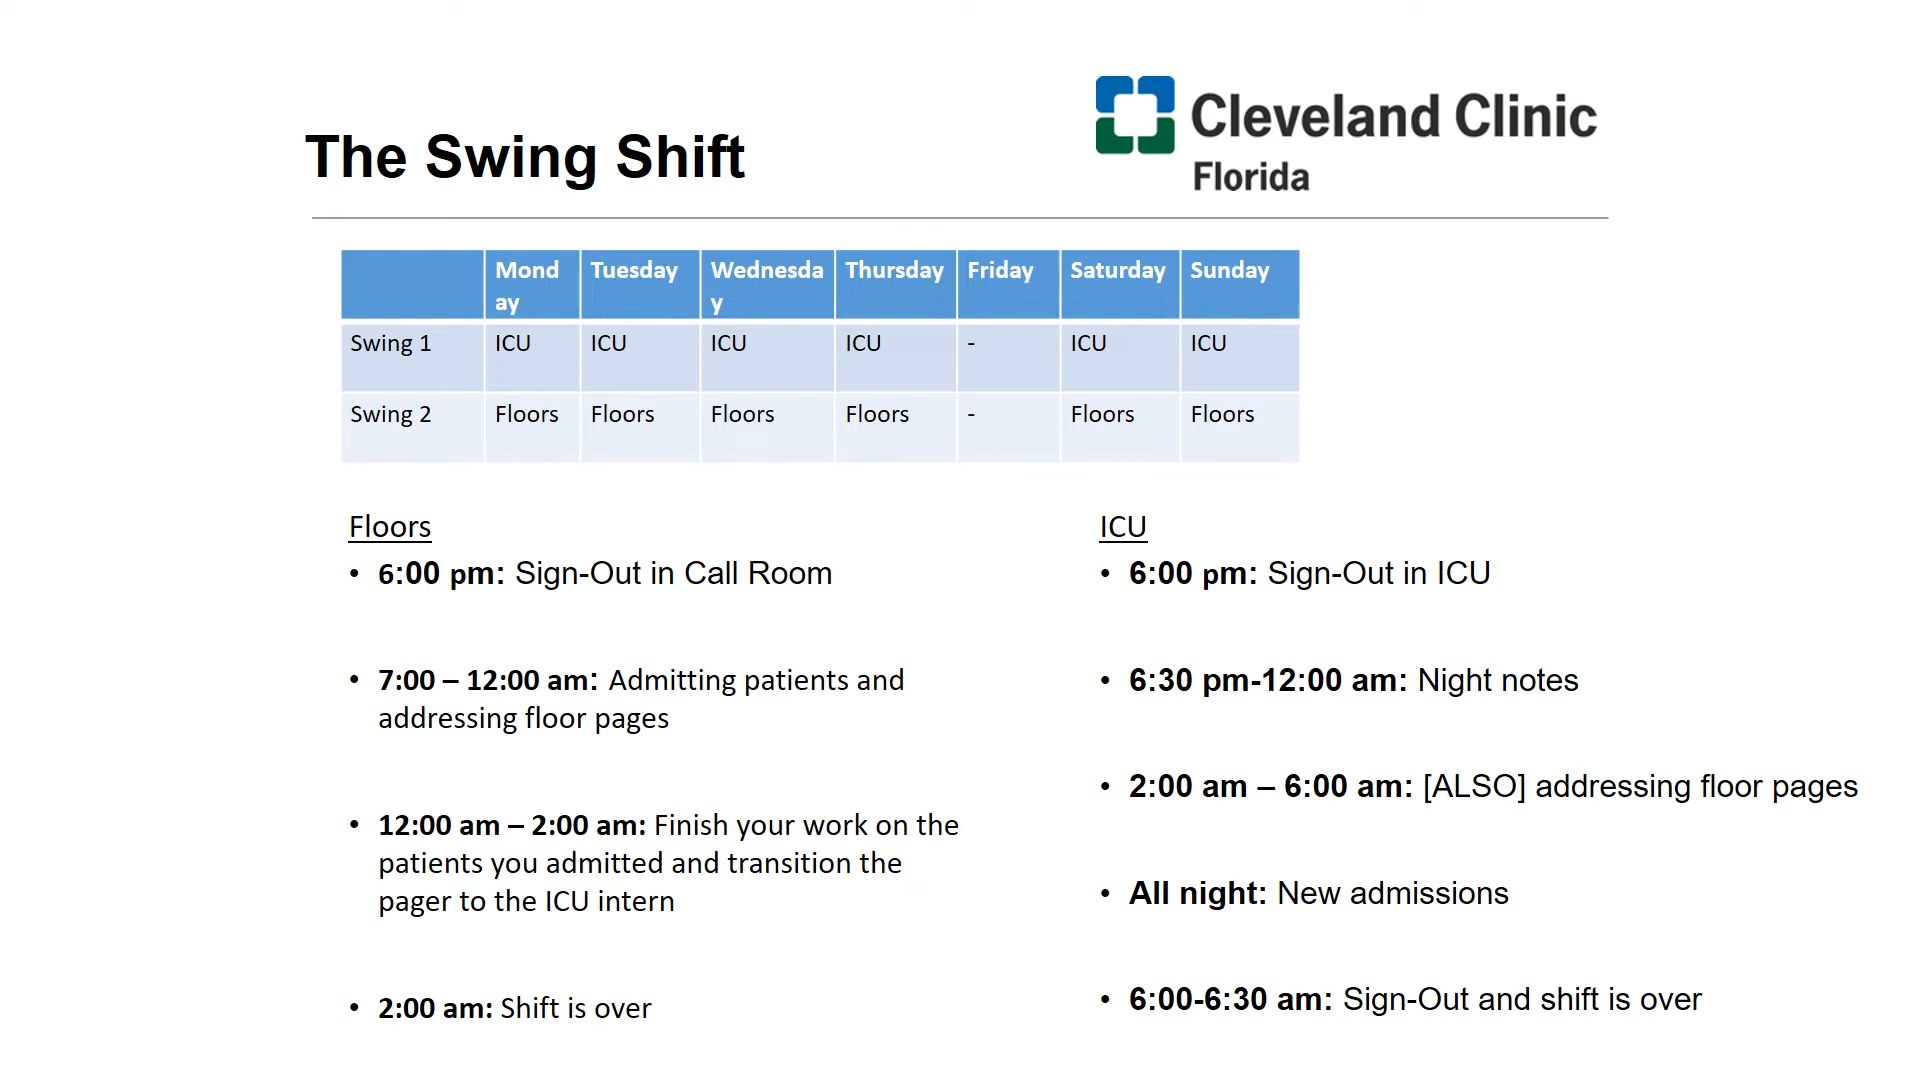 The Swing Shift
Cleveland Clinic
Florida
Mond
ay
Tuesday
Wednesda
y
Thursday
Friday
Saturday
Sunday
Swing 1
ICU
ICU
ICU
ICU
-
ICU
ICU
Swing 2
Floors
Floors
Floors
Floors
-
Floors
Floors
Floors
• 6:00 pm: Sign-Out in Call Room
• 7:00 – 12:00 am: Admitting patients and
addressing floor pages
• 12:00 am – 2:00 am: Finish your work on the
patients you admitted and transition the
pager to the ICU intern
• 2:00 am: Shift is over
ICU
• 6:00 pm: Sign-Out in ICU
• 6:30 pm-12:00 am: Night notes
• 2:00 am – 6:00 am: [ALSO] addressing floor pages
• All night: New admissions
• 6:00-6:30 am: Sign-Out and shift is over